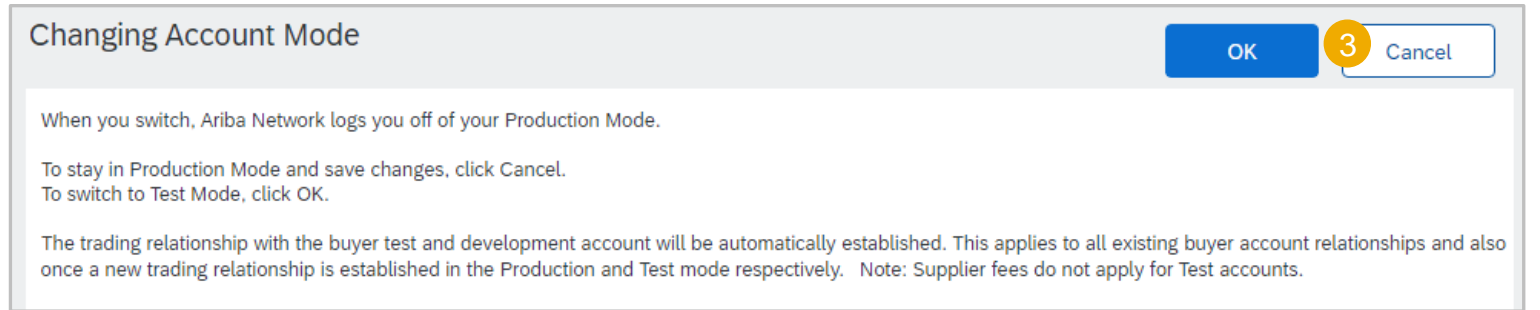 Changing Account Mode
OK
3
Cancel
When you switch, Ariba Network logs you off of your Production Mode.
To stay in Production Mode and save changes, click Cancel.
To switch to Test Mode, click OK.
The trading relationship with the buyer test and development account will be automatically established. This applies to all existing buyer account relationships and also
once a new trading relationship is established in the Production and Test mode respectively.   Note: Supplier fees do not apply for Test accounts.